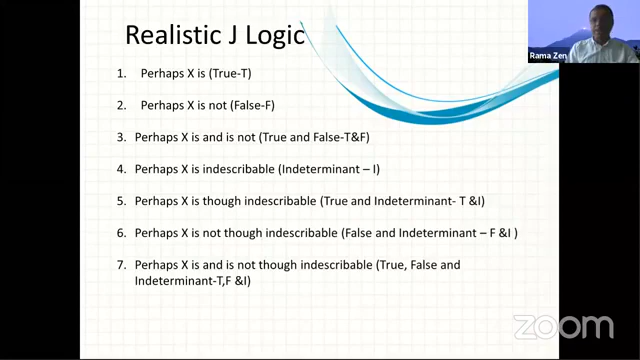 Realistic J Logic
Rama Zen
1. Perhaps X is (True-T)
2. Perhaps X is not (False-F)
3. Perhaps X is and is not (True and False-T&F)
4. Perhaps X is indescribable (Indeterminant – I)
5. Perhaps X is though indescribable (True and Indeterminant- T &I)
6. Perhaps X is not though indescribable (False and Indeterminant – F &I )
7. Perhaps X is and is not though indescribable (True, False and
Indeterminant-T,F &I)
zoom